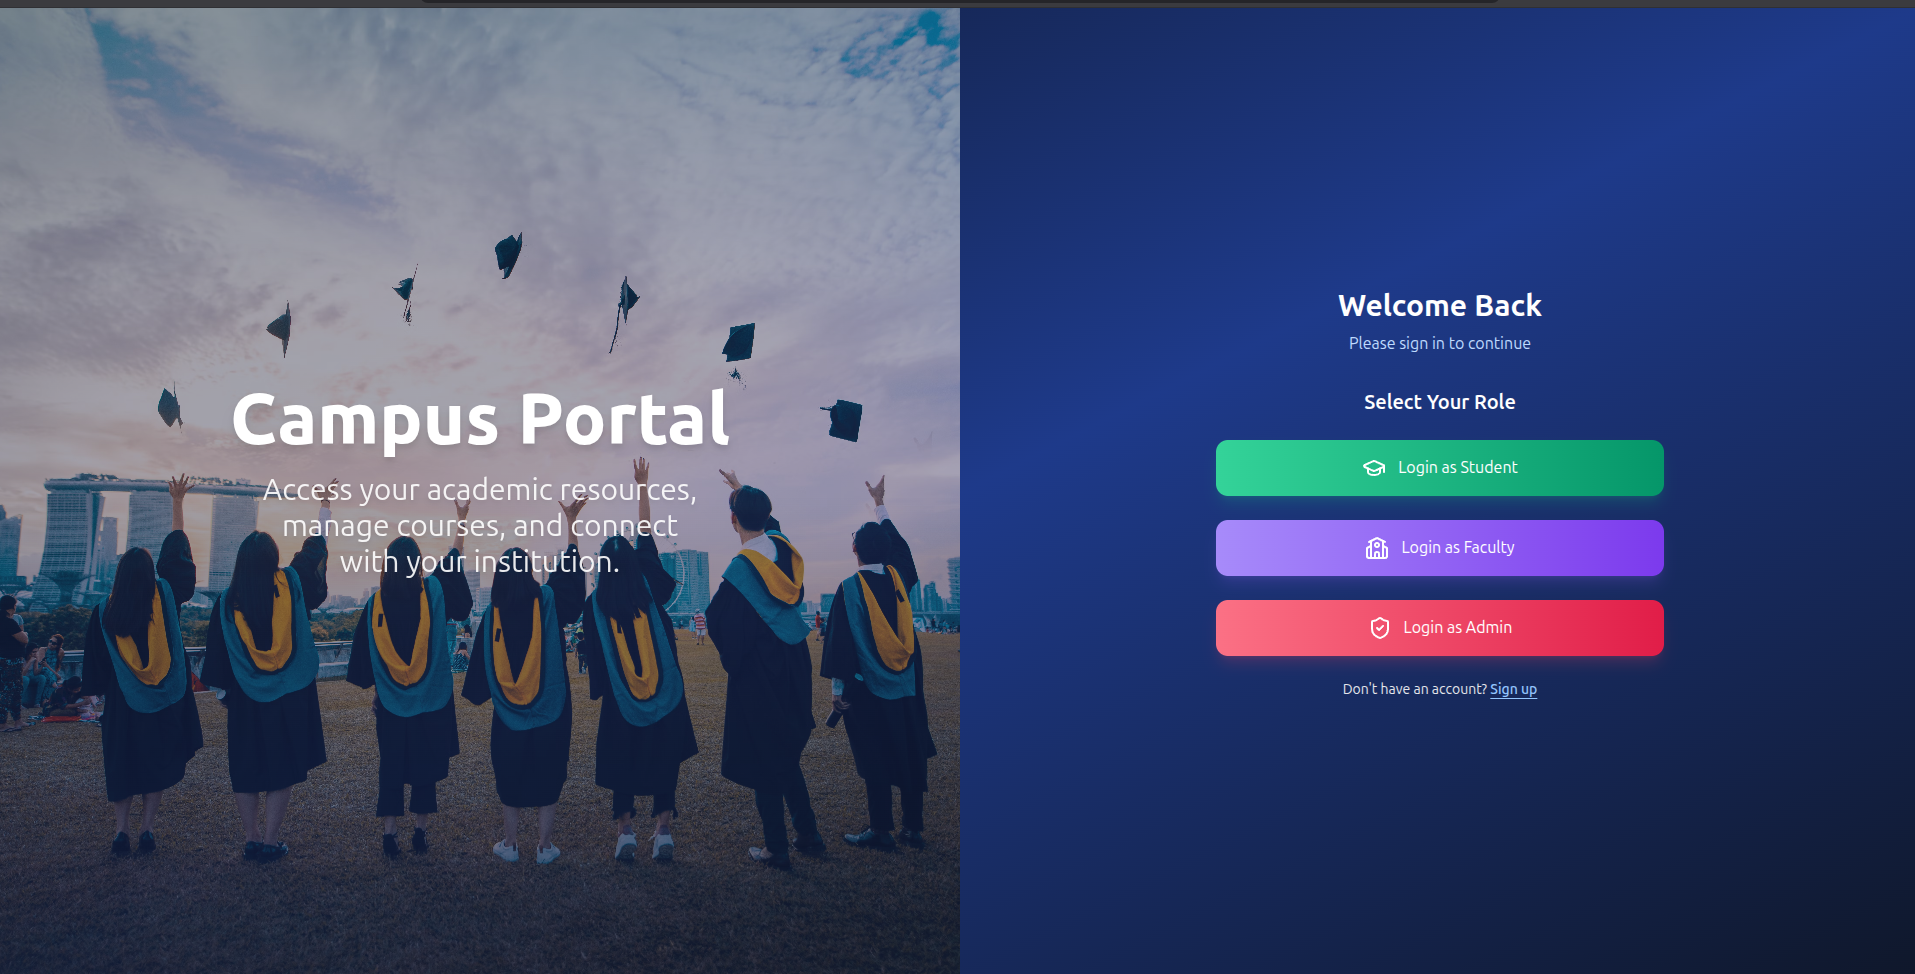 Campus Portal
Access your academic resources,
manage courses, and connect
with your institution.
Welcome Back
Please sign in to continue
Select Your Role
Login as Student
Login as Faculty
Login as Admin
Don't have an account? Sign up